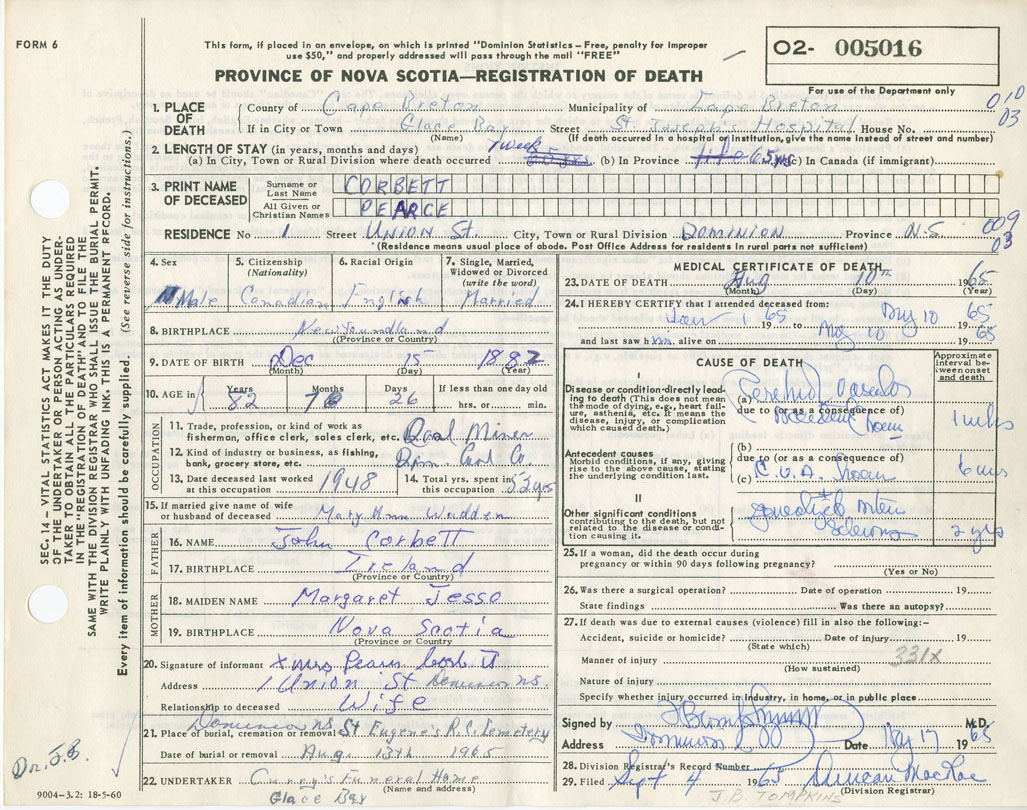 FORM 6
This form, if placed in an envelope, on which is printed "Dominion Statistics – Free, penalty for improper
use $50," and properly addressed will pass through the mail "FREE"
O2- 005016
For use of the Department only
PROVINCE OF NOVA SCOTIA—REGISTRATION OF DEATH
010
03
1. PLACE OF DEATH
County of Cape Breton Municipality of Cape Breton
If in City or Town Glace Bay Street St Joseph's Hospital House No.
(Name) (If death occurred in a hospital or institution, give name instead of street and number)
2. LENGTH OF STAY (in years, months and days)
(a) In City, Town or Rural Division where death occurred 1 week (b) In Province life 65 yrs (c) In Canada (if immigrant)
3. PRINT NAME OF DECEASED
Surname or Last Name CORBETT
All Given or Christian Names PEARCE
009
03
RESIDENCE No 1 Street UNION St. City, Town or Rural Division DOMINION Province N.S.
(Residence means usual place of abode. Post Office Address for residents in rural parts not sufficient)
4. Sex Male
5. Citizenship (Nationality) Canadian
6. Racial Origin English
7. Single, Married, Widowed or Divorced (write the word) Married
8. BIRTHPLACE Newfoundland
(Province or Country)
9. DATE OF BIRTH Dec 15 1882
(Month) (Day) (Year)
10. AGE in Years 82 Months 7 Days 26 If less than one day old hrs. or min.
OCCUPATION
11. Trade, profession, or kind of work as fisherman, office clerk, sales clerk, etc. Coal Miner
12. Kind of industry or business, as fishing, bank, grocery store, etc. Dom. Coal Co
13. Date deceased last worked at this occupation 1948
14. Total yrs. spent in this occupation 53 yrs
15. If married give name of wife or husband of deceased Mary Ann Wadden
FATHER
16. NAME John Corbett
17. BIRTHPLACE Ireland
(Province or Country)
MOTHER
18. MAIDEN NAME Margaret Jesso
19. BIRTHPLACE Nova Scotia
(Province or Country)
20. Signature of informant x Mrs Pearce Corbett
Address 1 Union St Dominion N.S.
Relationship to deceased Wife
Dominion N.S.
21. Place of burial, cremation or removal St Eugene's R.C. Cemetery
Date of burial or removal Aug. 13th 1965
22. UNDERTAKER Curry's Funeral Home
(Name and address)
Glace Bay
MEDICAL CERTIFICATE OF DEATH
23. DATE OF DEATH Aug 10th 1965
(Month) (Day) (Year)
24. I HEREBY CERTIFY that I attended deceased from:
Jan 1 1965 to Aug 10 1965
and last saw him alive on Aug 10 1965
CAUSE OF DEATH
Approximate interval between onset and death
I
Disease or condition directly leading to death (This does not mean the mode of dying, e.g., heart failure, asthenia, etc. It means the disease, injury, or complication which caused death.)
(a) Cerebral Vascular Accident
due to (or as a consequence of)
Antecedent causes
Morbid conditions, if any, giving rise to the above cause, stating the underlying condition last.
(b)
due to (or as a consequence of)
(c) C.V.A.
II
Other significant conditions
contributing to the death, but not related to the disease or condition causing it.
Sclerosis 2 yrs
25. If a woman, did the death occur during pregnancy or within 90 days following pregnancy?
(Yes or No)
26. Was there a surgical operation? Date of operation 19
State findings Was there an autopsy?
27. If death was due to external causes (violence) fill in also the following:–
Accident, suicide or homicide? Date of injury 19
(State which)
331X
Manner of injury
(How sustained)
Nature of injury
Specify whether injury occurred in Industry, in home, or in public place
Signed by M.D.
Address Dominion Date Aug 17 1965
28. Division Registrar's Record Number
29. Filed Sept 4 1965 Duncan MacRae
(Division Registrar)
J.B. TOMPKINS
SEC. 14 – VITAL STATISTICS ACT MAKES IT THE DUTY
OF THE UNDERTAKER OR PERSON ACTING AS UNDER-
TAKER "TO OBTAIN ALL THE PARTICULARS REQUIRED
IN THE "REGISTRATION OF DEATH" AND TO FILE THE
SAME WITH THE DIVISION REGISTRAR WHO SHALL ISSUE THE BURIAL PERMIT.
WRITE PLAINLY WITH UNFADING INK. THIS IS A PERMANENT RECORD.
Every item of information should be carefully supplied. (See reverse side for instructions.)
Dr. J.B.
9004–3.2: 18-5-60